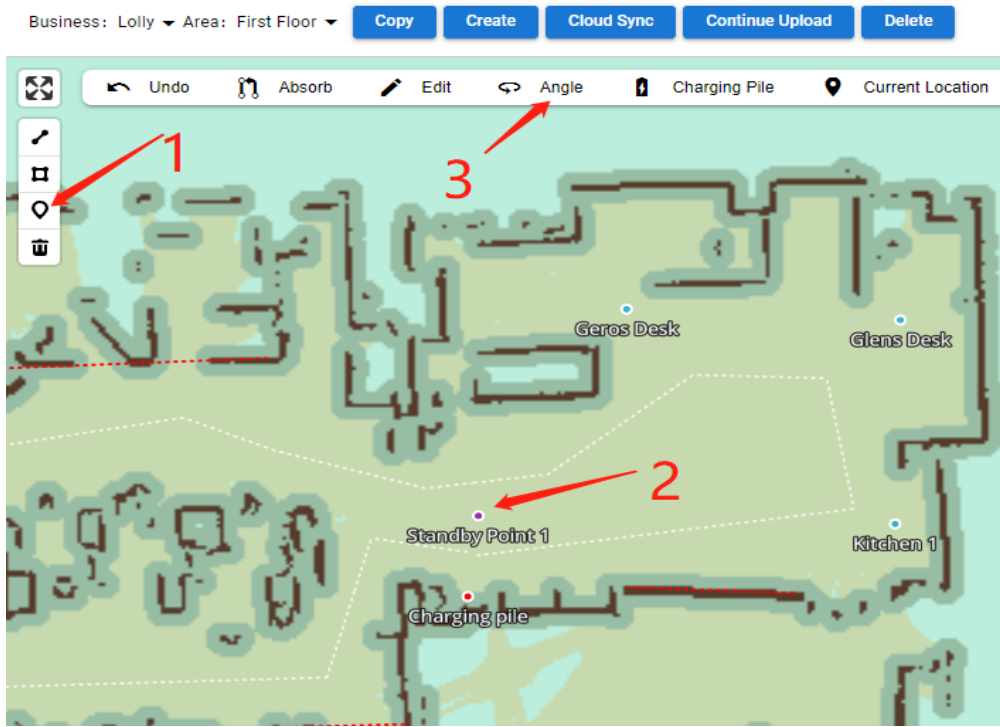 Business: Lolly Area: First Floor Copy Create Cloud Sync Continue Upload Delete
Undo Absorb Edit Angle Charging Pile Current Location
1
3
Geros Desk
Glens Desk
2
Standby Point 1
Kitchen 1
Charging pile